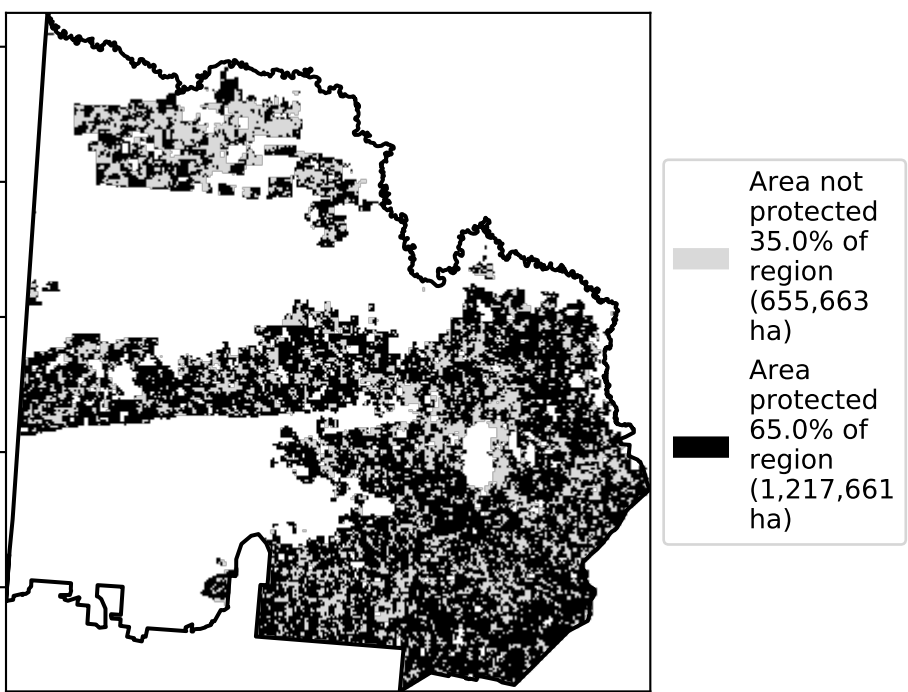 Area not
protected
35.0% of
region
(655,663
ha)
Area
protected
65.0% of
region
(1,217,661
ha)